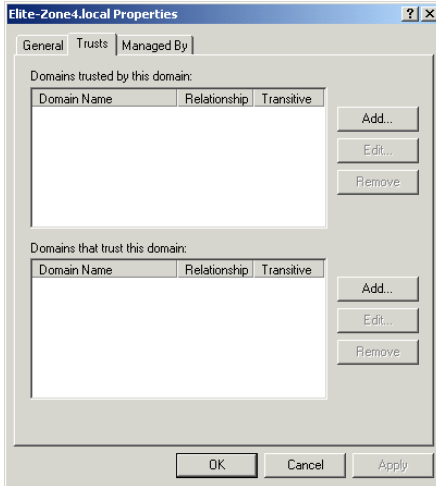 Elite-Zone4.local Properties
General Trusts Managed By
Domains trusted by this domain:
Domain Name Relationship Transitive
Add...
Edit...
Remove
Domains that trust this domain:
Domain Name Relationship Transitive
Add...
Edit...
Remove
OK Cancel Apply